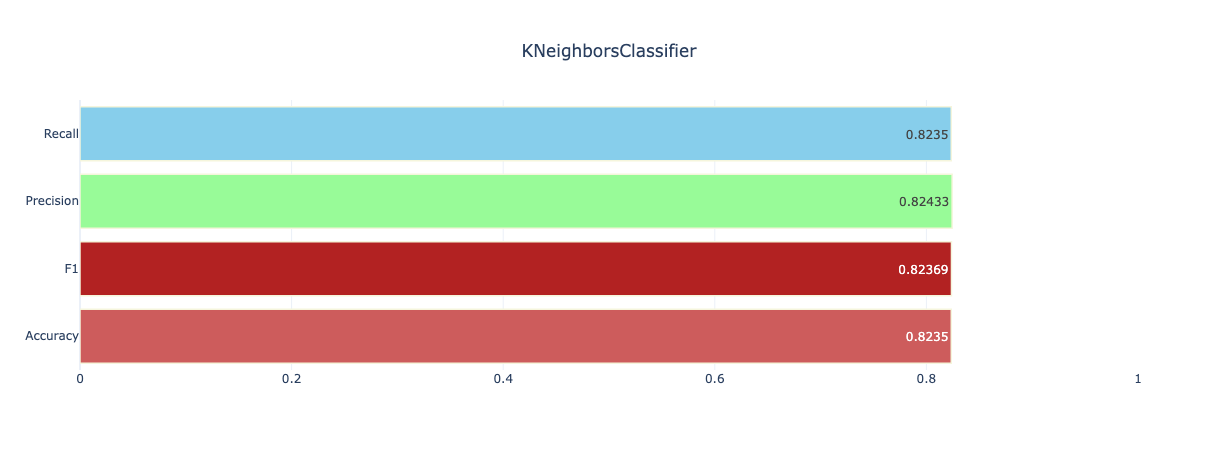 KNeighborsClassifier
Recall
0.8235
Precision
0.82433
F1
0.82369
Accuracy
0.8235
0 0.2 0.4 0.6 0.8 1